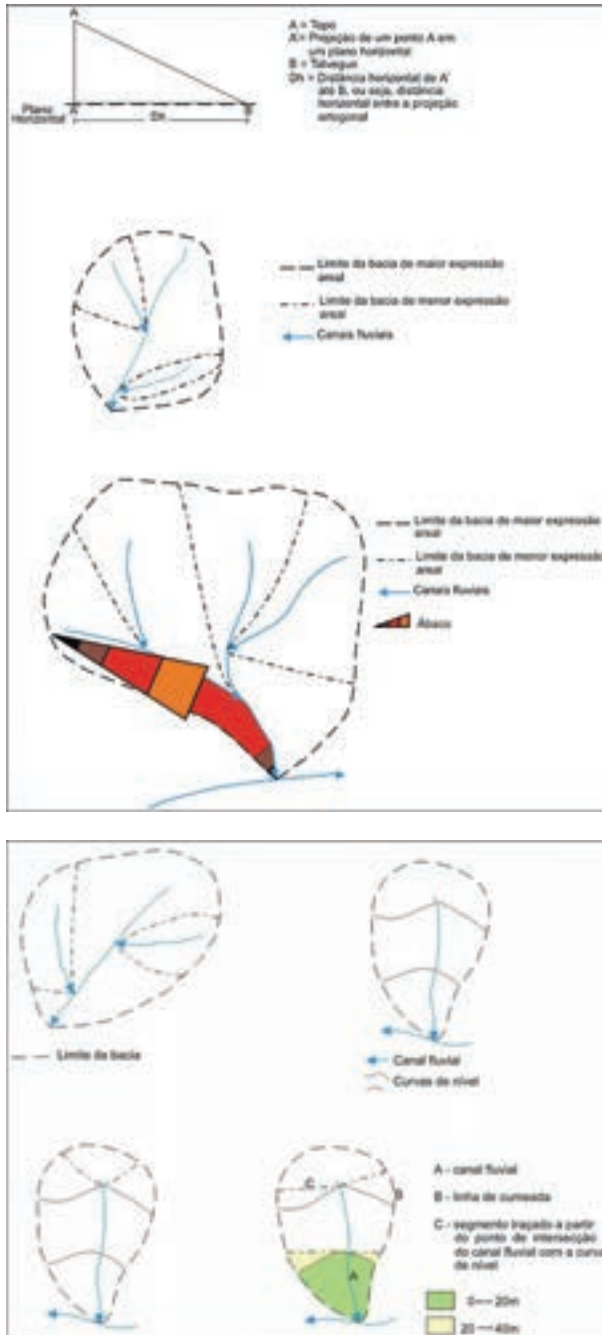 A
A = Topo
A'= Projeção de um ponto A em
um plano horizontal
B = Talvegue
Dh = Distância horizontal de A'
até B, ou seja, distância
horizontal entre a projeção
ortogonal
Plano
Horizontal
A'
B
Dh
Limite da bacia de maior expressão
areal
Limite da bacia de menor expressão
areal
Canais fluviais
Limite da bacia de maior expressão
areal
Limite da bacia de menor expressão
areal
Canais fluviais
Ábaco
Limite da bacia
Canal fluvial
Curvas de nível
C
B
A
A - canal fluvial
B - linha de cumeada
C - segmento traçado a partir
do ponto de intersecção
do canal fluvial com a curva
de nível
0 — 20m
20 — 40m